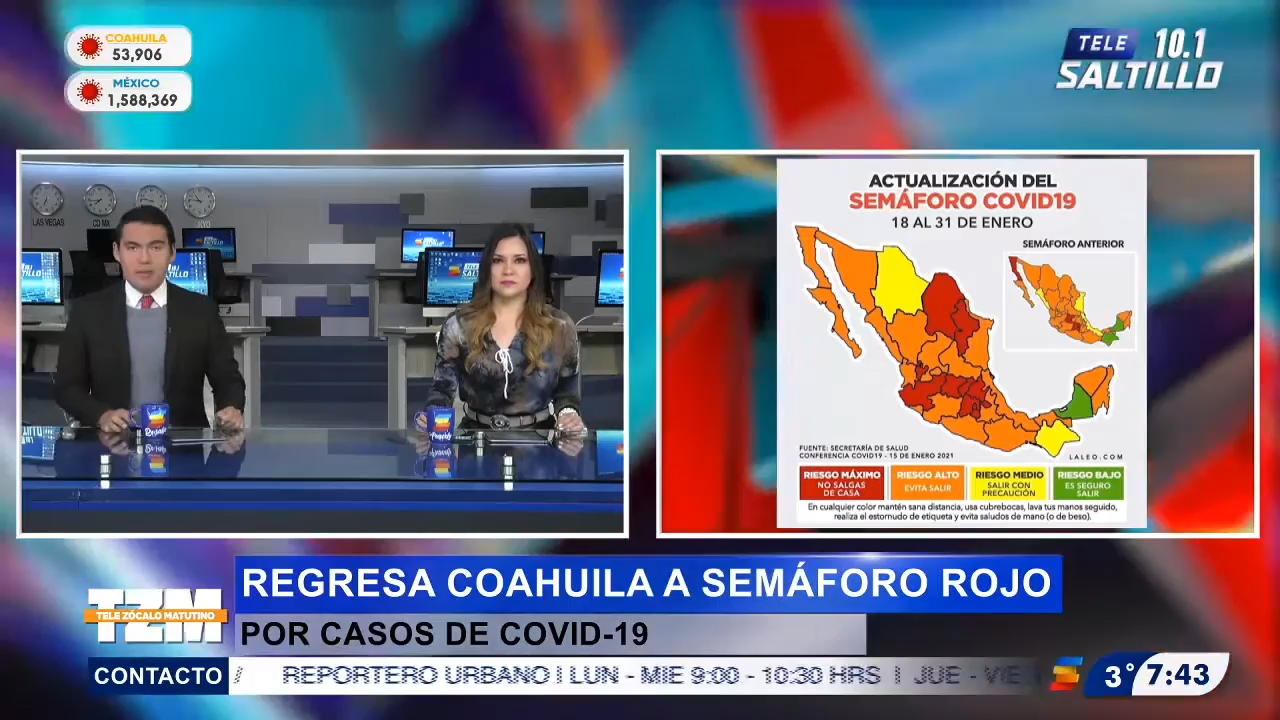 COAHUILA
53,906
MÉXICO
1,588,369
TELE 10.1
SALTILLO
LAS VEGAS
CD MX
TELE
SALTILLO
ACTUALIZACIÓN DEL
SEMÁFORO COVID19
18 AL 31 DE ENERO
SEMÁFORO ANTERIOR
FUENTE: SECRETARÍA DE SALUD
CONFERENCIA COVID19 - 15 DE ENERO 2021
LALEO.COM
RIESGO MÁXIMO
NO SALGAS
DE CASA
RIESGO ALTO
EVITA SALIR
RIESGO MEDIO
SALIR CON
PRECAUCIÓN
RIESGO BAJO
ES SEGURO
SALIR
En cualquier color mantén sana distancia, usa cubrebocas, lava tus manos seguido,
realiza el estornudo de etiqueta y evita saludos de mano (o de beso).
REGRESA COAHUILA A SEMÁFORO ROJO
POR CASOS DE COVID-19
TZM
TELE ZÓCALO MATUTINO
CONTACTO / REPORTERO URBANO | LUN - MIE 9:00 - 10:30 HRS | JUE - VIE
3° 7:43